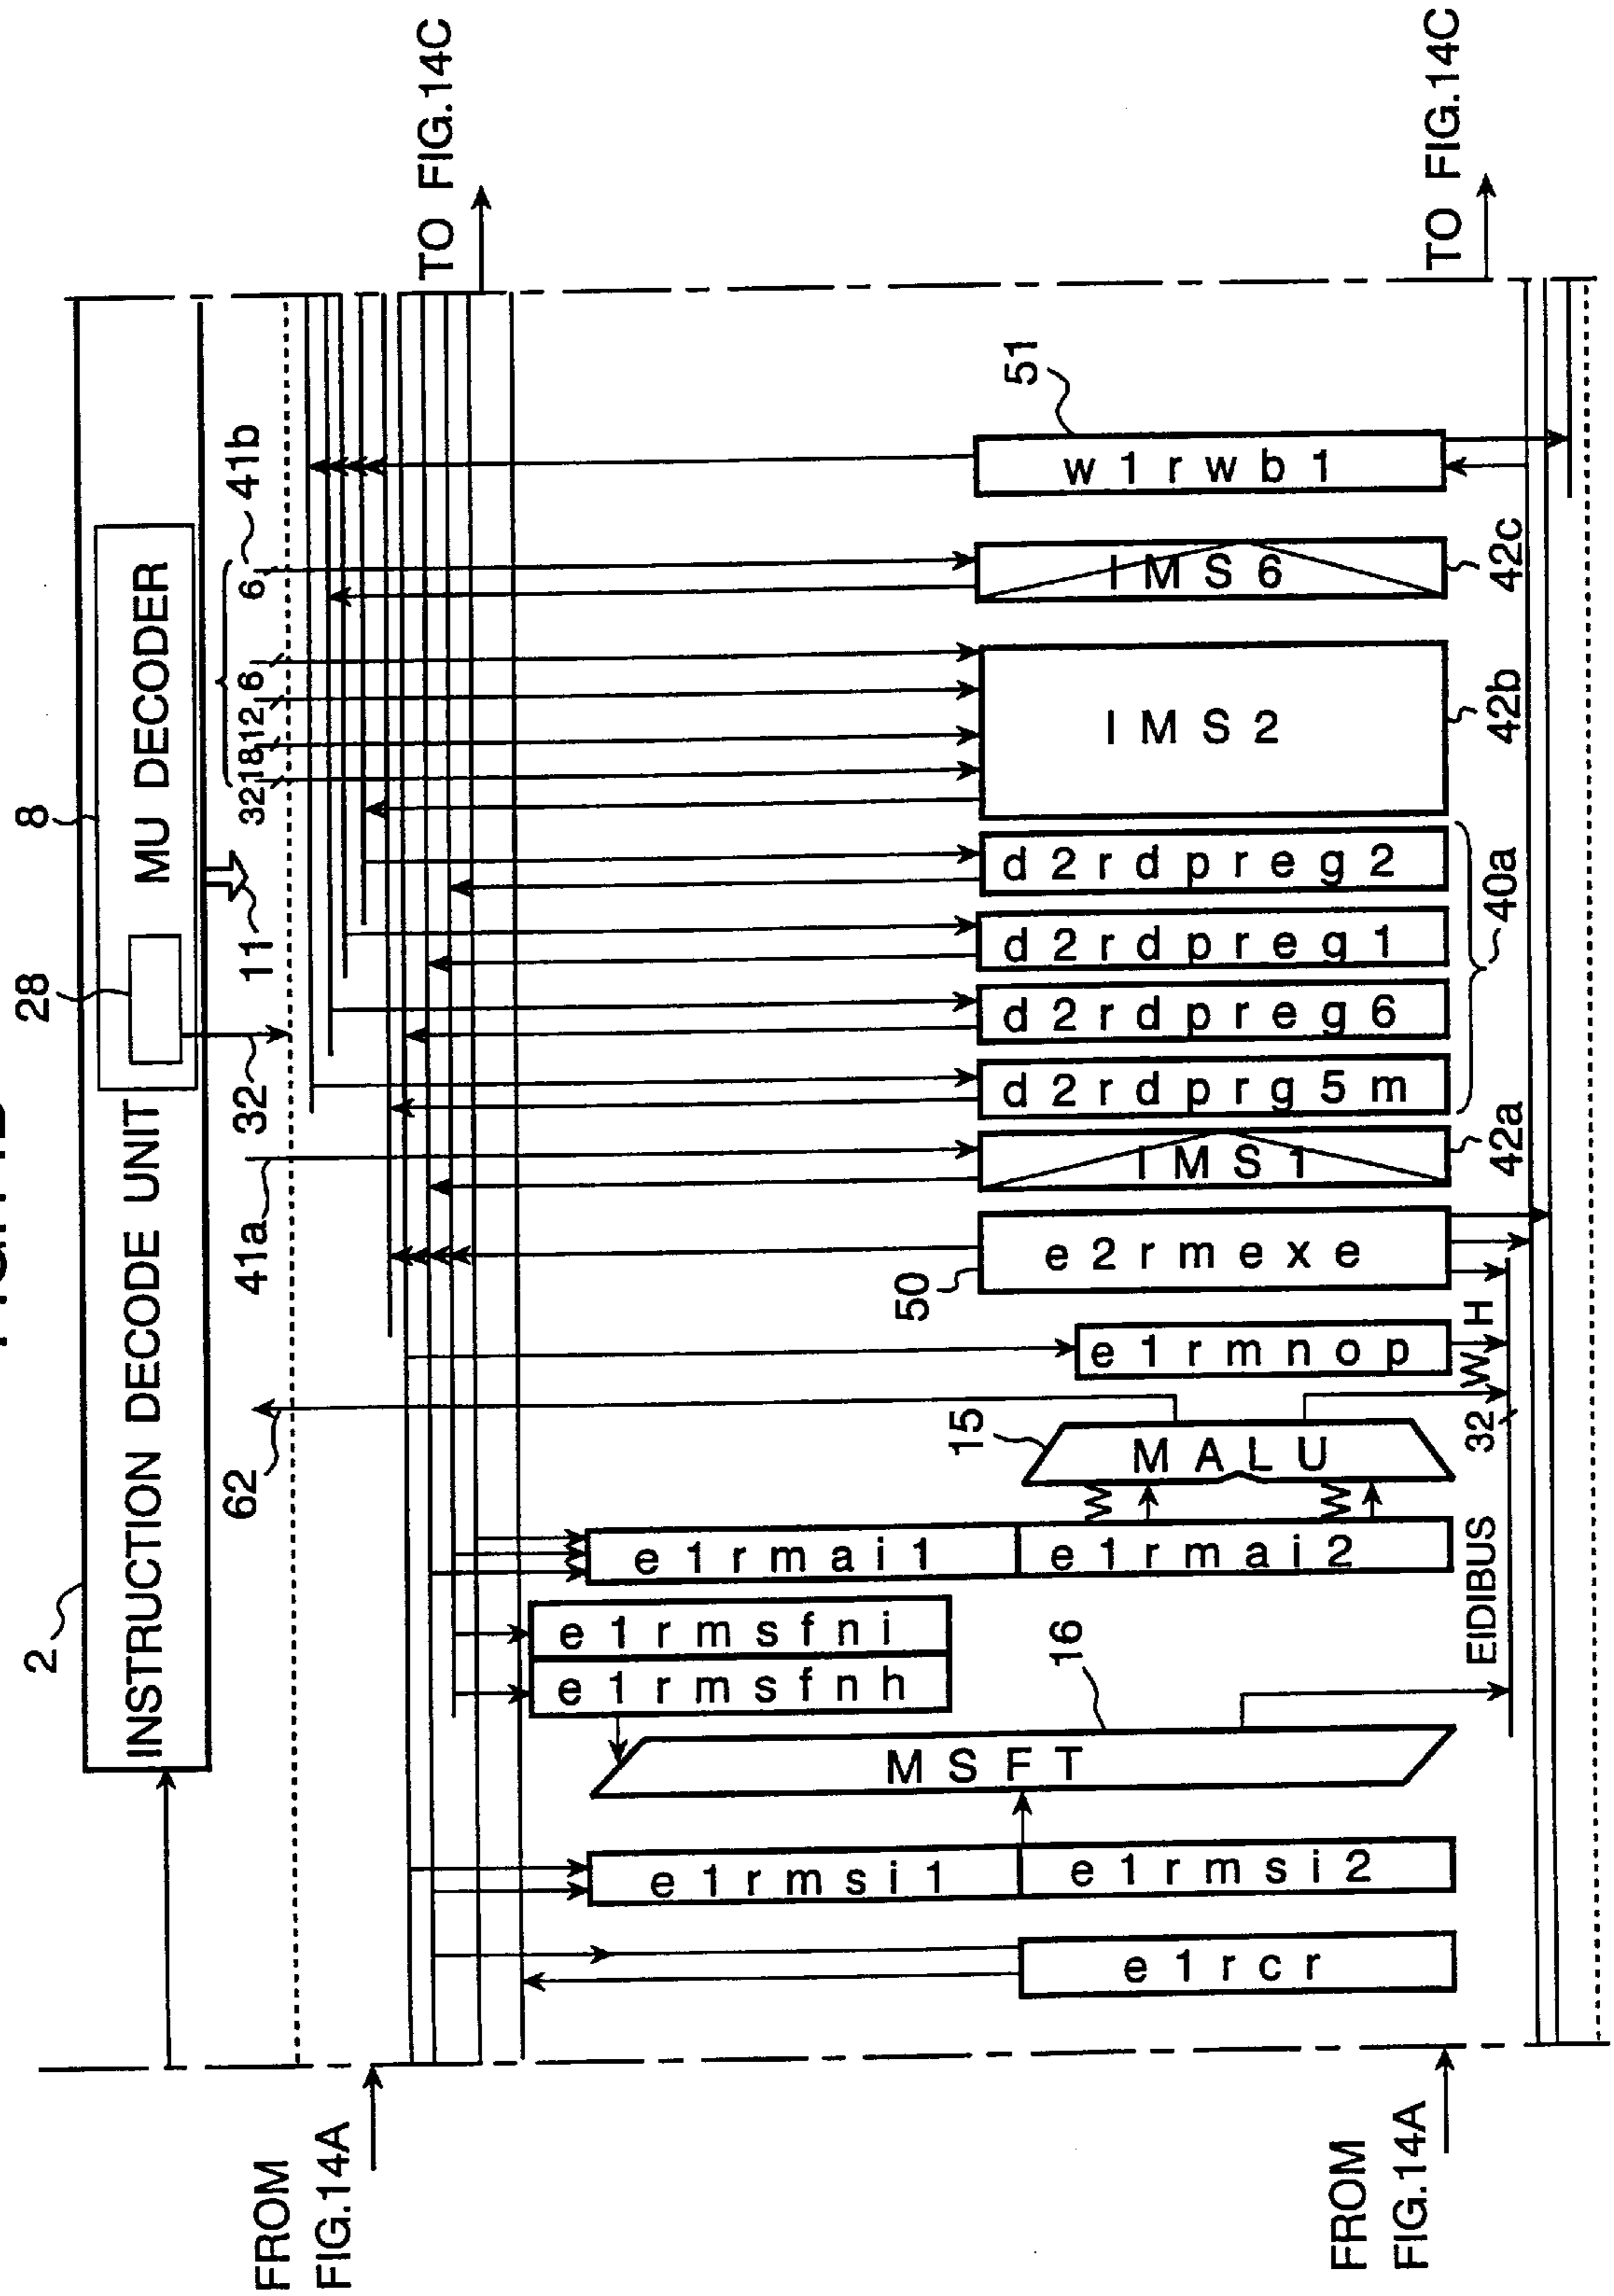 2
28
8
INSTRUCTION DECODE UNIT
MU DECODER
62
41a
32
11
32
18
12
6
6
41b
TO FIG.14C
FROM
FIG.14A
e1rcr
e1rmsi1
e1rmsi2
MSFT
16
e1rmsfnh
e1rmsfni
e1rmai1
e1rmai2
W
W
MALU
15
e1rmnop
50
e2rmexe
IMS1
42a
d2rdprg5m
d2rdpreg6
d2rdpreg1
d2rdpreg2
40a
IMS2
42b
IMS6
42c
w1rwb1
51
EIDIBUS
32
W
H
FROM
FIG.14A
TO FIG.14C